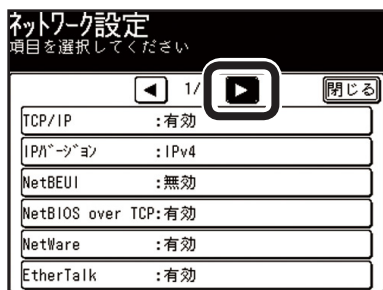 ネットワーク設定
項目を選択してください
◀ 1/ ▶ 閉じる
TCP/IP :有効
IPﾊﾞｰｼﾞｮﾝ :IPv4
NetBEUI :無効
NetBIOS over TCP:有効
NetWare :有効
EtherTalk :有効